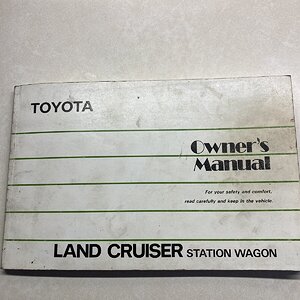 TOYOTA
Owner's
Manual
For your safety and comfort,
read carefully and keep in the vehicle.
LAND CRUISER STATION WAGON